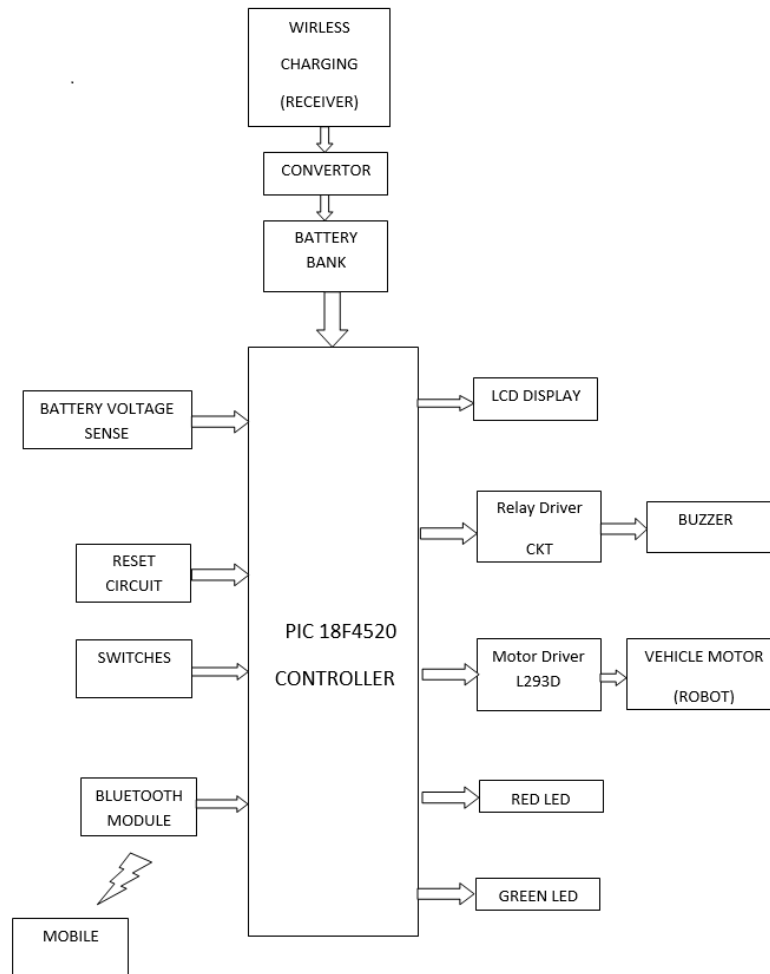 WIRLESS
CHARGING
(RECEIVER)
CONVERTOR
BATTERY
BANK
BATTERY VOLTAGE
SENSE
RESET
CIRCUIT
SWITCHES
BLUETOOTH
MODULE
MOBILE
PIC 18F4520
CONTROLLER
LCD DISPLAY
Relay Driver
CKT
BUZZER
Motor Driver
L293D
VEHICLE MOTOR
(ROBOT)
RED LED
GREEN LED